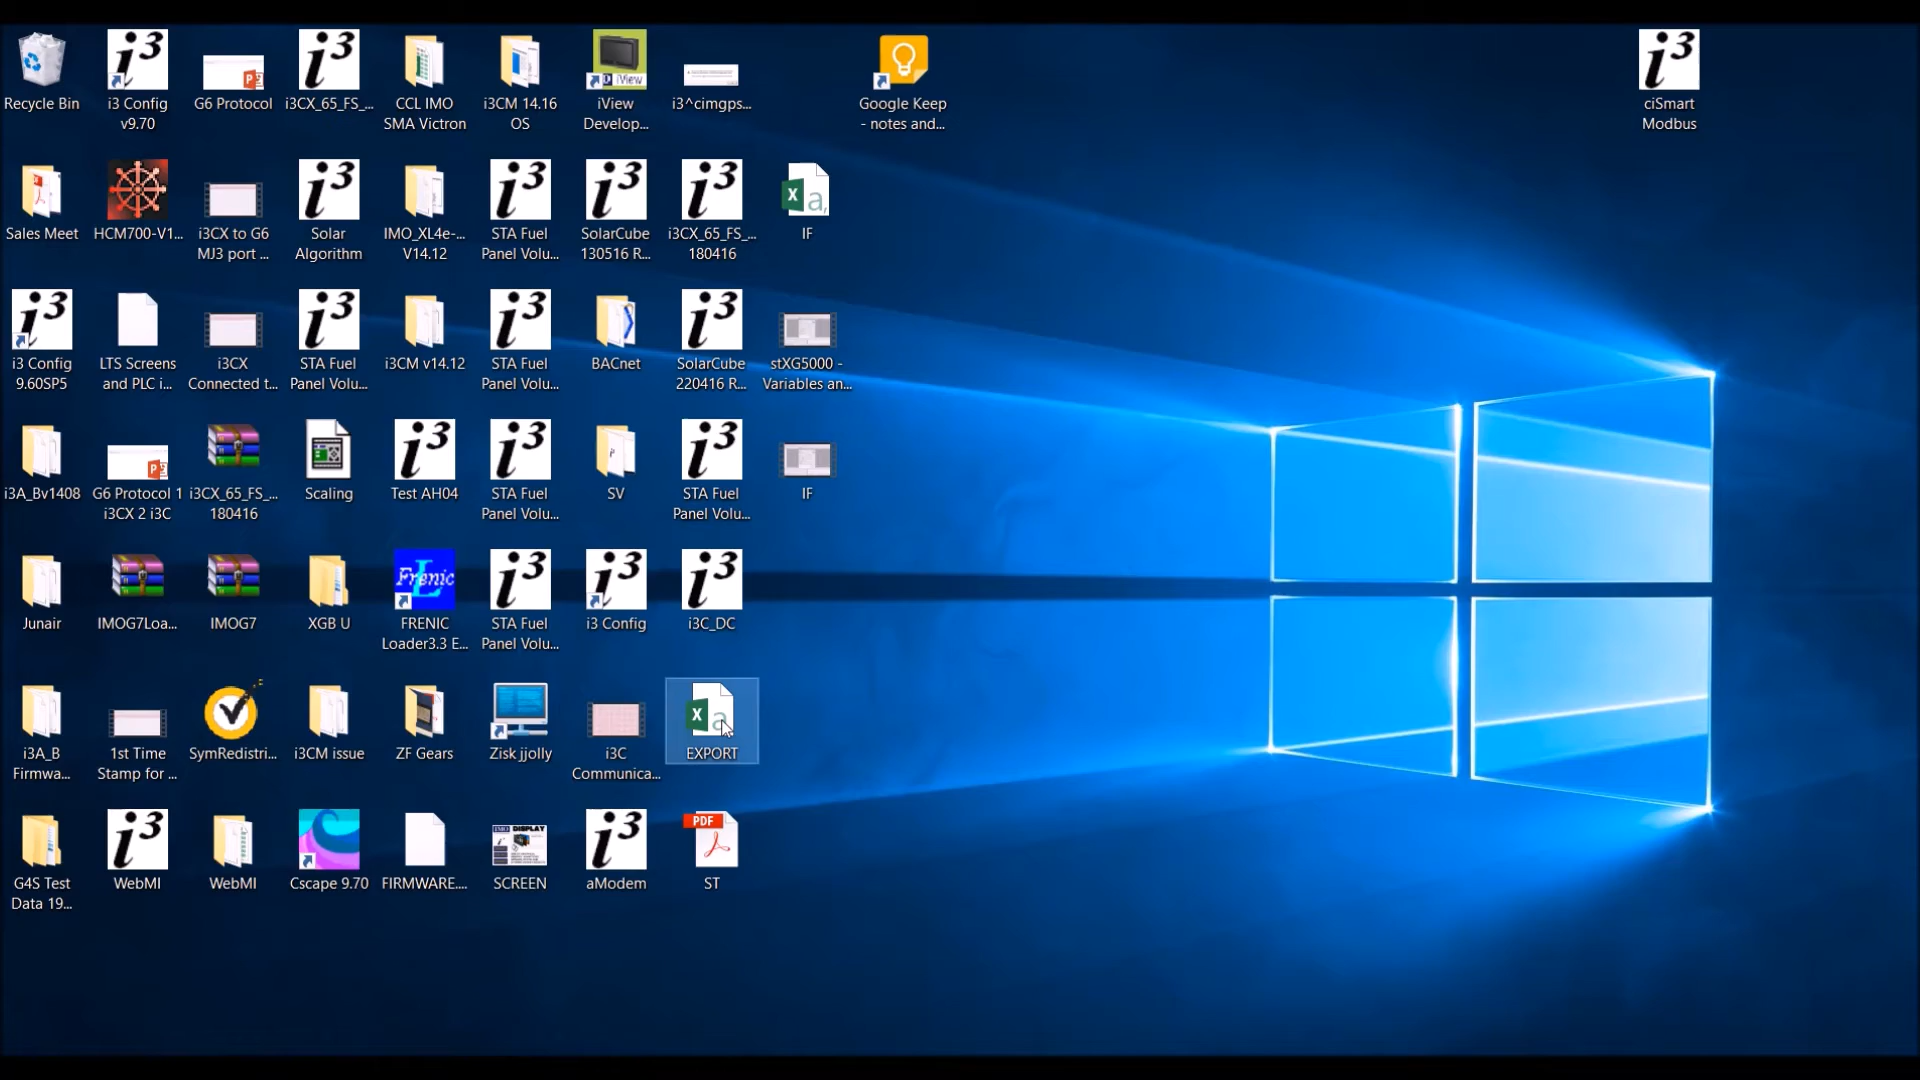 Recycle Bin
i3 Config
v9.70
G6 Protocol
i3CX_65_FS_...
CCL IMO
SMA Victron
i3CM 14.16
OS
iView
iView
Develop...
i3^cimgps...
Google Keep
- notes and...
ciSmart
Modbus
Sales Meet
HCM700-V1...
i3CX to G6
MJ3 port ...
Solar
Algorithm
IMO_XL4e-...
V14.12
STA Fuel
Panel Volu...
SolarCube
130516 R...
i3CX_65_FS_...
180416
IF
i3 Config
9.60SP5
LTS Screens
and PLC i...
i3CX
Connected t...
STA Fuel
Panel Volu...
i3CM v14.12
STA Fuel
Panel Volu...
BACnet
SolarCube
220416 R...
stXG5000 -
Variables an...
i3A_Bv1408
G6 Protocol 1
i3CX 2 i3C
i3CX_65_FS_...
180416
Scaling
Test AH04
STA Fuel
Panel Volu...
SV
STA Fuel
Panel Volu...
IF
Junair
IMOG7Loa...
IMOG7
XGB U
Frenic
FRENIC
Loader3.3 E...
STA Fuel
Panel Volu...
i3 Config
i3C_DC
i3A_B
Firmwa...
1st Time
Stamp for ...
SymRedistri...
i3CM issue
ZF Gears
Zisk jjolly
i3C
Communica...
EXPORT
G4S Test
Data 19...
WebMI
WebMI
Cscape 9.70
FIRMWARE....
DISPLAY
SCREEN
aModem
PDF
ST